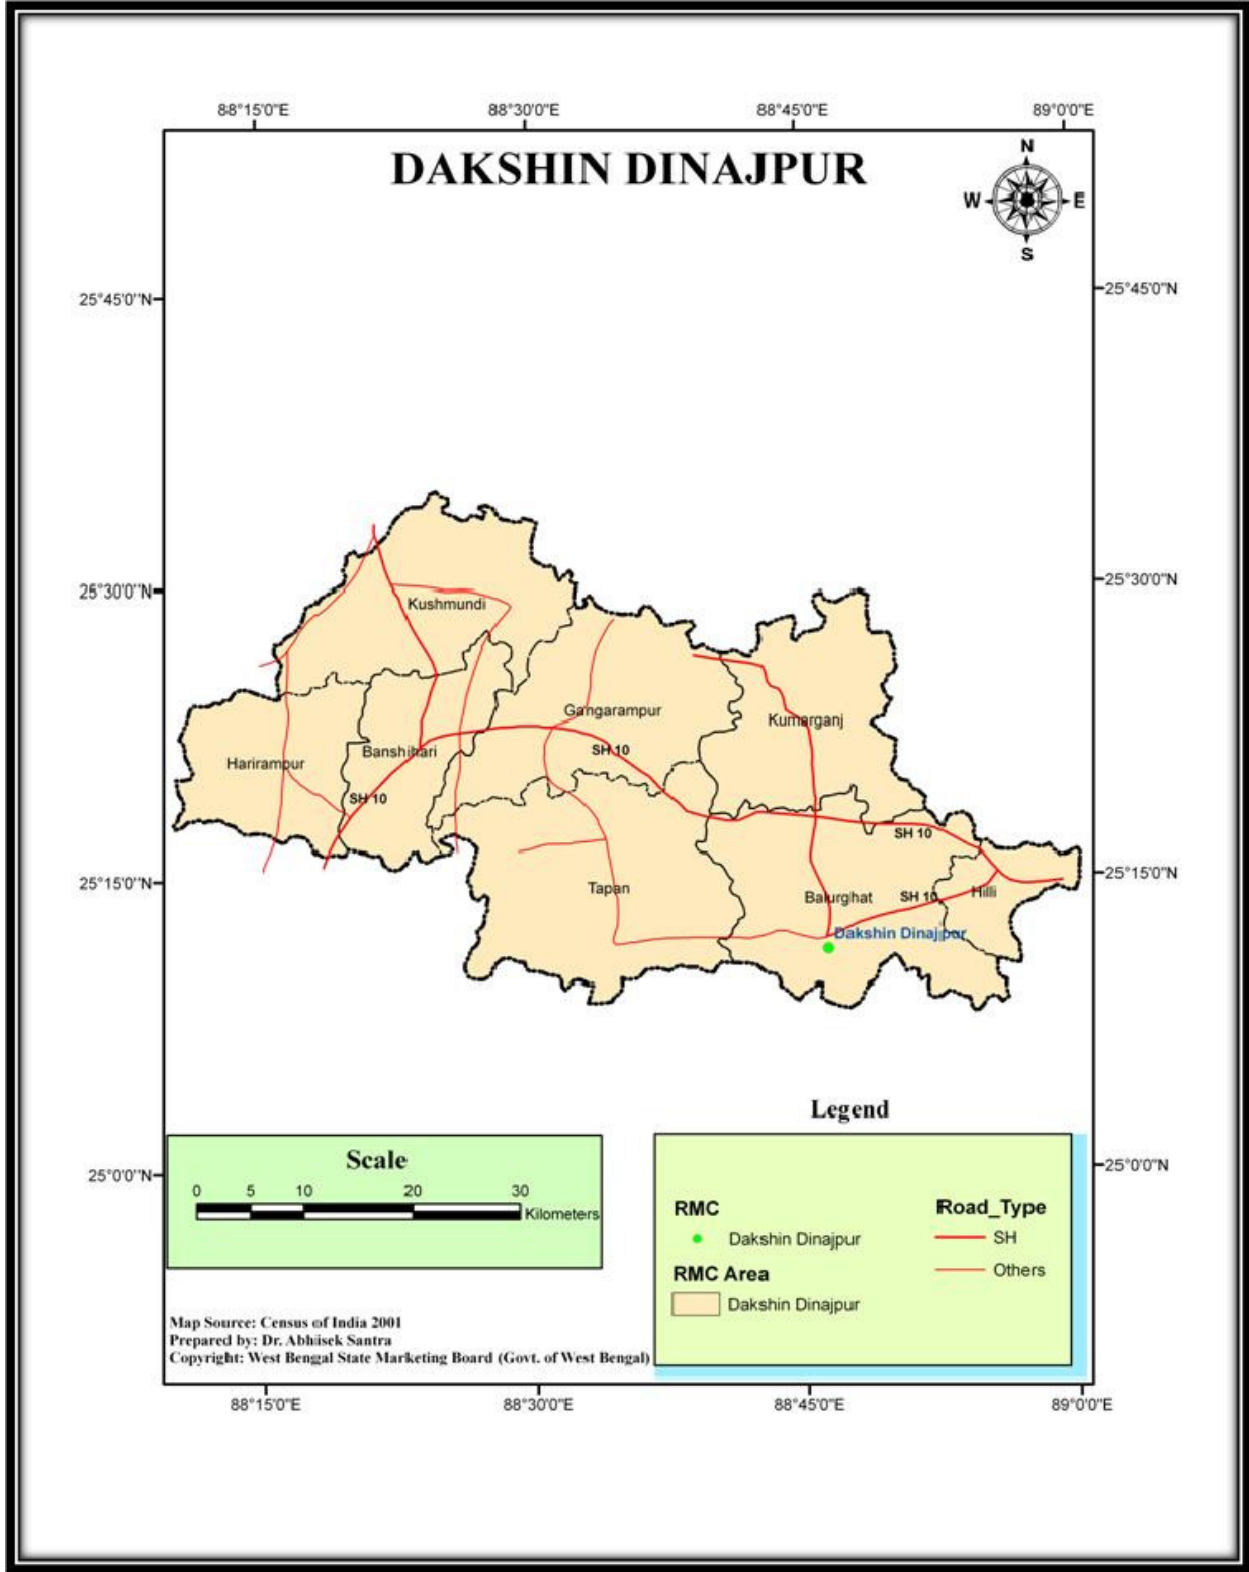 88°15'0"E 88°30'0"E 88°45'0"E 89°0'0"E
DAKSHIN DINAJPUR
N
W E
S
25°45'0"N 25°45'0"N
25°30'0"N 25°30'0"N
Kushmundi
Gangarampur
Kumarganj
Banshihari
SH 10
Harirampur
SH 10
SH 10
25°15'0"N 25°15'0"N
Tapan
Balurghat
SH 10
Hilli
Dakshin Dinajpur
Legend
Scale
25°0'0"N 25°0'0"N
0 5 10 20 30
Kilometers
RMC
Dakshin Dinajpur
RMC Area
Dakshin Dinajpur
Road_Type
SH
Others
Map Source: Census of India 2001
Prepared by: Dr. Abhisek Santra
Copyright: West Bengal State Marketing Board (Govt. of West Bengal)
88°15'0"E 88°30'0"E 88°45'0"E 89°0'0"E